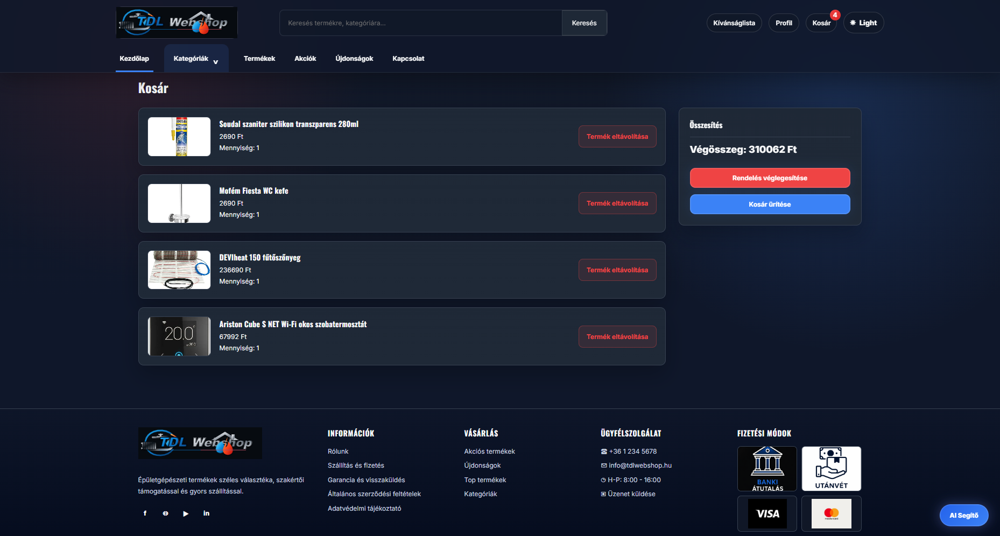 TDL Webshop
Keresés termékre, kategóriára...
Keresés
Kívánságlista
Profil
Kosár
4
Light
Kezdőlap
Kategóriák v
Termékek
Akciók
Újdonságok
Kapcsolat
Kosár
SOUDAL
Soudal szaniter szilikon transzparens 280ml
2690 Ft
Mennyiség: 1
Termék eltávolítása
Mofém Fiesta WC kefe
2690 Ft
Mennyiség: 1
Termék eltávolítása
DEVIheat 150 fűtőszőnyeg
236690 Ft
Mennyiség: 1
Termék eltávolítása
20.0
20.0
Ariston Cube S NET Wi-Fi okos szobatermosztát
67992 Ft
Mennyiség: 1
Termék eltávolítása
Összesítés
Végösszeg: 310062 Ft
Rendelés véglegesítése
Kosár ürítése
TDL Webshop
Épületgépészeti termékek széles választéka, szakértői
támogatással és gyors szállítással.
f
in
INFORMÁCIÓK
Rólunk
Szállítás és fizetés
Garancia és visszaküldés
Általános szerződési feltételek
Adatvédelmi tájékoztató
VÁSÁRLÁS
Akciós termékek
Újdonságok
Top termékek
Kategóriák
ÜGYFÉLSZOLGÁLAT
+36 1 234 5678
info@tdlwebshop.hu
H-P: 8:00 - 16:00
Üzenet küldése
FIZETÉSI MÓDOK
BANKI
ÁTUTALÁS
UTÁNVÉT
VISA
mastercard
AI Segítő